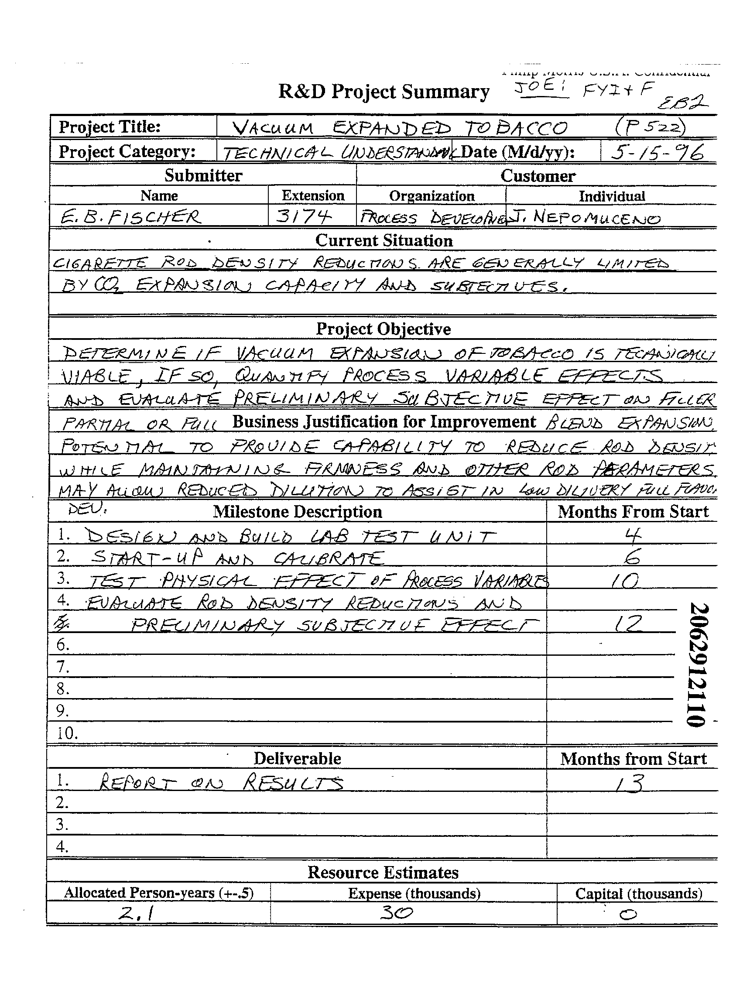 Philip Morris U.S.A. Confidential
R&D Project Summary JOE: FYI+F
EB2
Project Title: VACUUM EXPANDED TOBACCO (P522)
Project Category: TECHNICAL UNDERSTANDING Date (M/d/yy): 5-15-96
Submitter Customer
Name Extension Organization Individual
E.B. FISCHER 3174 PROCESS DEVELOPMENT J. NEPOMUCENO
Current Situation
CIGARETTE ROD DENSITY REDUCTIONS ARE GENERALLY LIMITED
BY CO2 EXPANSION CAPACITY AND SUBJECTIVES.
Project Objective
DETERMINE IF VACUUM EXPANSION OF TOBACCO IS TECHNICALLY
VIABLE, IF SO, QUANTIFY PROCESS VARIABLE EFFECTS
AND EVALUATE PRELIMINARY SUBJECTIVE EFFECT ON FILLER
PARTIAL OR FULL Business Justification for Improvement BLEND EXPANSION,
POTENTIAL TO PROVIDE CAPABILITY TO REDUCE ROD DENSIT
WHILE MAINTAINING FIRMNESS AND OTHER ROD PARAMETERS.
MAY ALLOW REDUCED DILUTION TO ASSIST IN LOW DILIVERY FULL FLAVOR
DEV. Milestone Description Months From Start
1. DESIGN AND BUILD LAB TEST UNIT 4
2. START-UP AND CALIBRATE 6
3. TEST PHYSICAL EFFECT OF PROCESS VARIABLES 10
4. EVALUATE ROD DENSITY REDUCTIONS AND
5. PRELIMINARY SUBJECTIVE EFFECT 12
6.
7.
8.
9.
10.
2062912110
Deliverable Months from Start
1. REPORT ON RESULTS 13
2.
3.
4.
Resource Estimates
Allocated Person-years (+-.5) Expense (thousands) Capital (thousands)
2.1 30 0